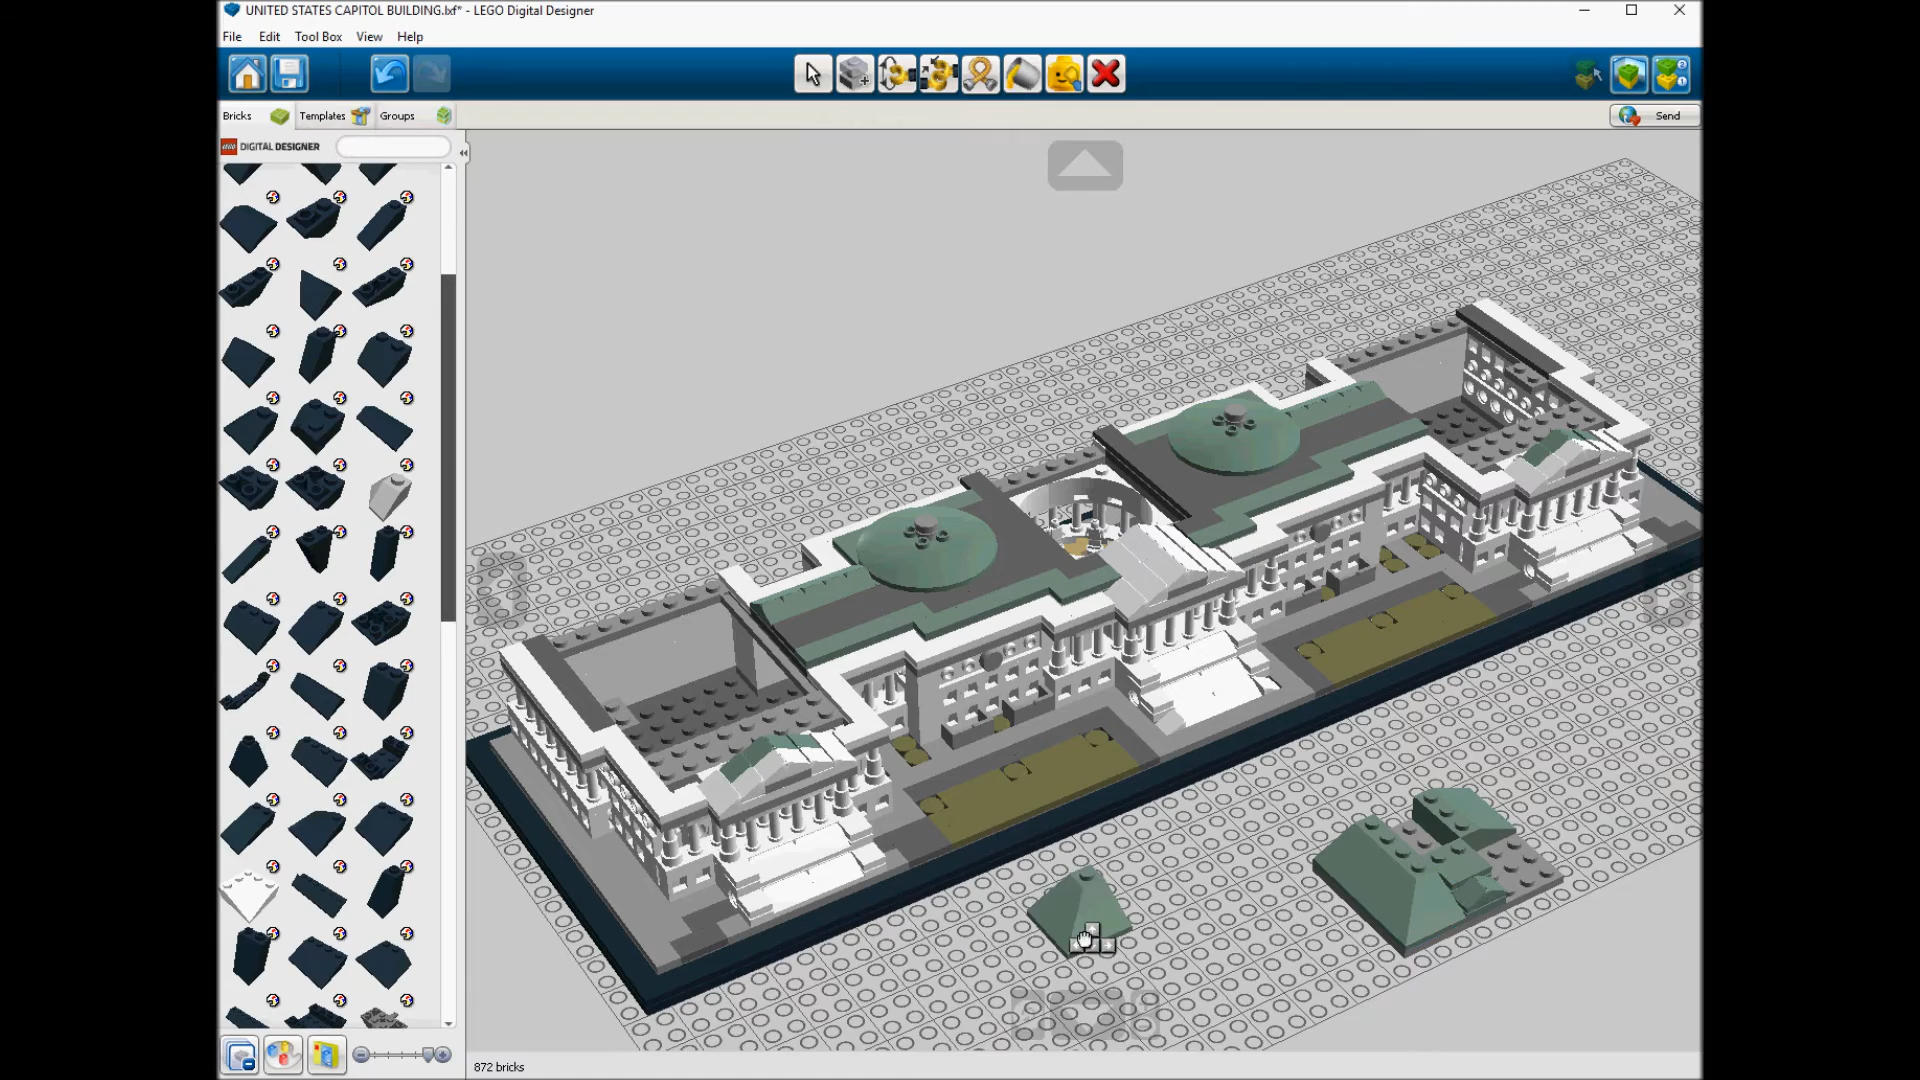 UNITED STATES CAPITOL BUILDING.lxf* - LEGO Digital Designer
File Edit Tool Box View Help
Bricks Templates Groups Send
LEGO DIGITAL DESIGNER
872 bricks